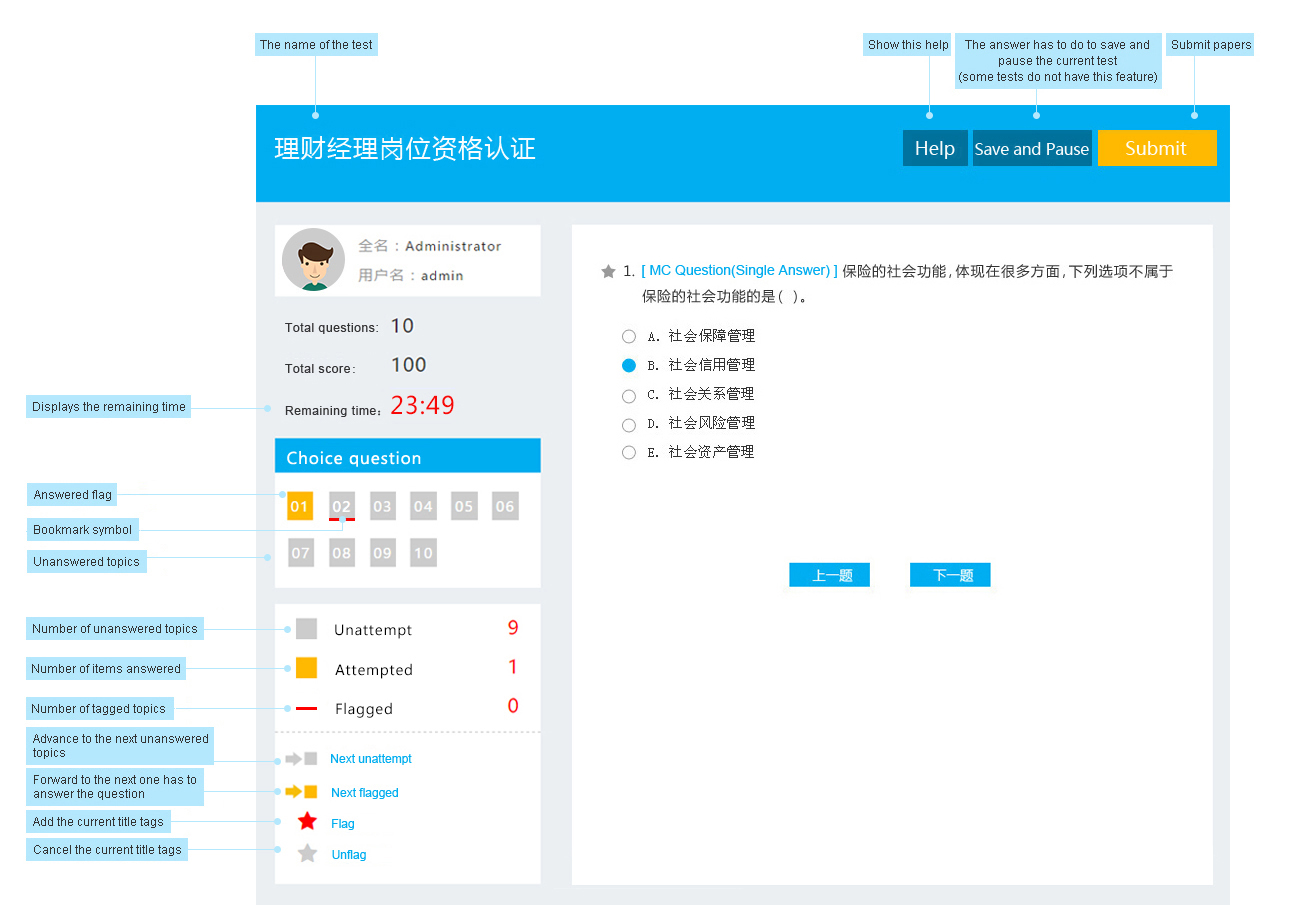 The name of the test
Show this help
The answer has to do to save and
pause the current test
(some tests do not have this feature)
Submit papers
理财经理岗位资格认证
Help
Save and Pause
Submit
全名：Administrator
用户名：admin
Total questions: 10
Total score: 100
Displays the remaining time
Remaining time: 23:49
Choice question
Answered flag
01 02 03 04 05 06
Bookmark symbol
Unanswered topics
07 08 09 10
Number of unanswered topics
Unattempt 9
Number of items answered
Attempted 1
Number of tagged topics
Flagged 0
Advance to the next unanswered
topics
Next unattempt
Forward to the next one has to
answer the question
Next flagged
Add the current title tags
Flag
Cancel the current title tags
Unflag
1. [ MC Question(Single Answer) ] 保险的社会功能,体现在很多方面,下列选项不属于
保险的社会功能的是( )。
A. 社会保障管理
B. 社会信用管理
C. 社会关系管理
D. 社会风险管理
E. 社会资产管理
上一题
下一题